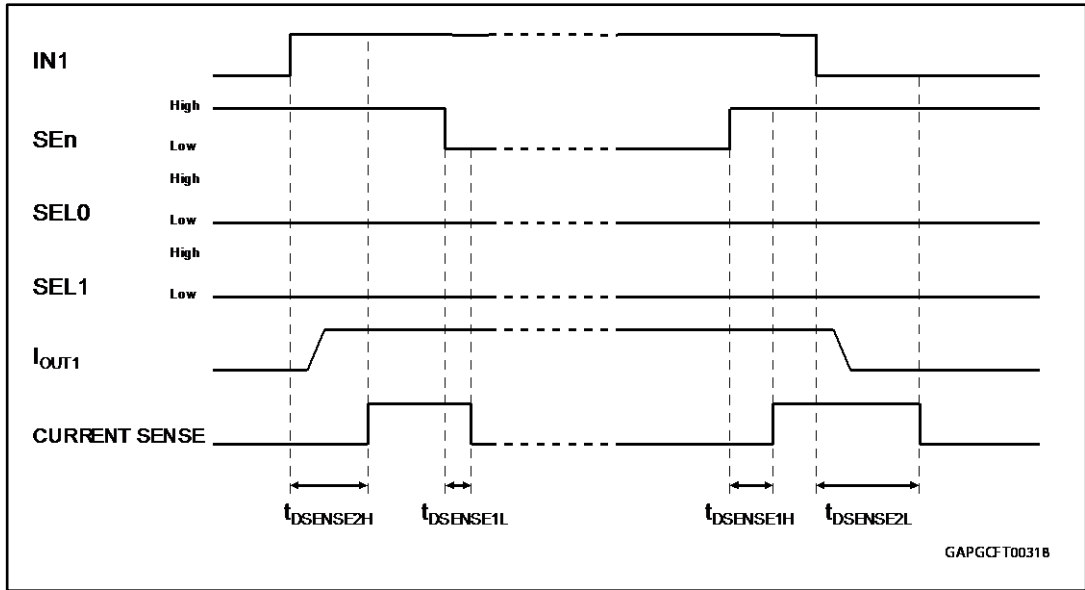 IN1
High
SEn
Low
High
SEL0
Low
High
SEL1
Low
IOUT1
CURRENT SENSE
tDSENSE2H
tDSENSE1L
tDSENSE1H
tDSENSE2L
GAPGCFT00318